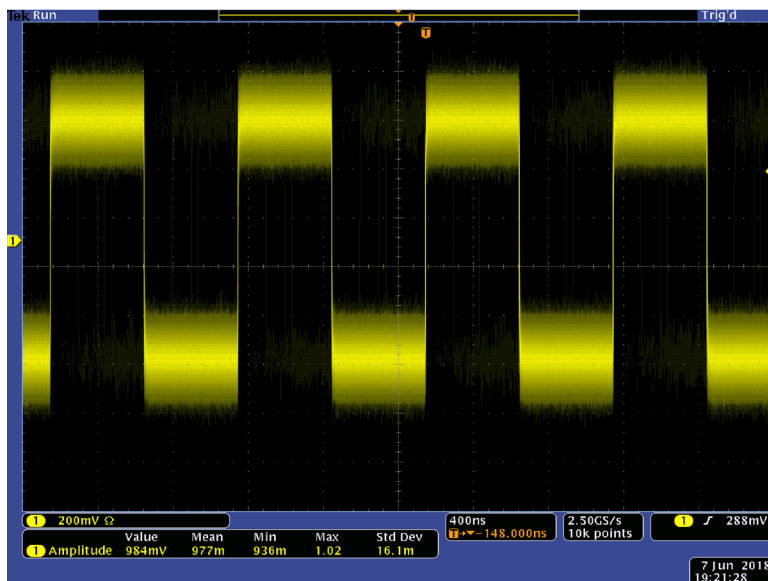 Tek Run Trig'd
T
T
1
1 200mV Ω 400ns 2.50GS/s 1 288mV
T→▼−148.000ns 10k points
Value Mean Min Max Std Dev
1 Amplitude 984mV 977m 936m 1.02 16.1m
7 Jun 2018
19:21:28